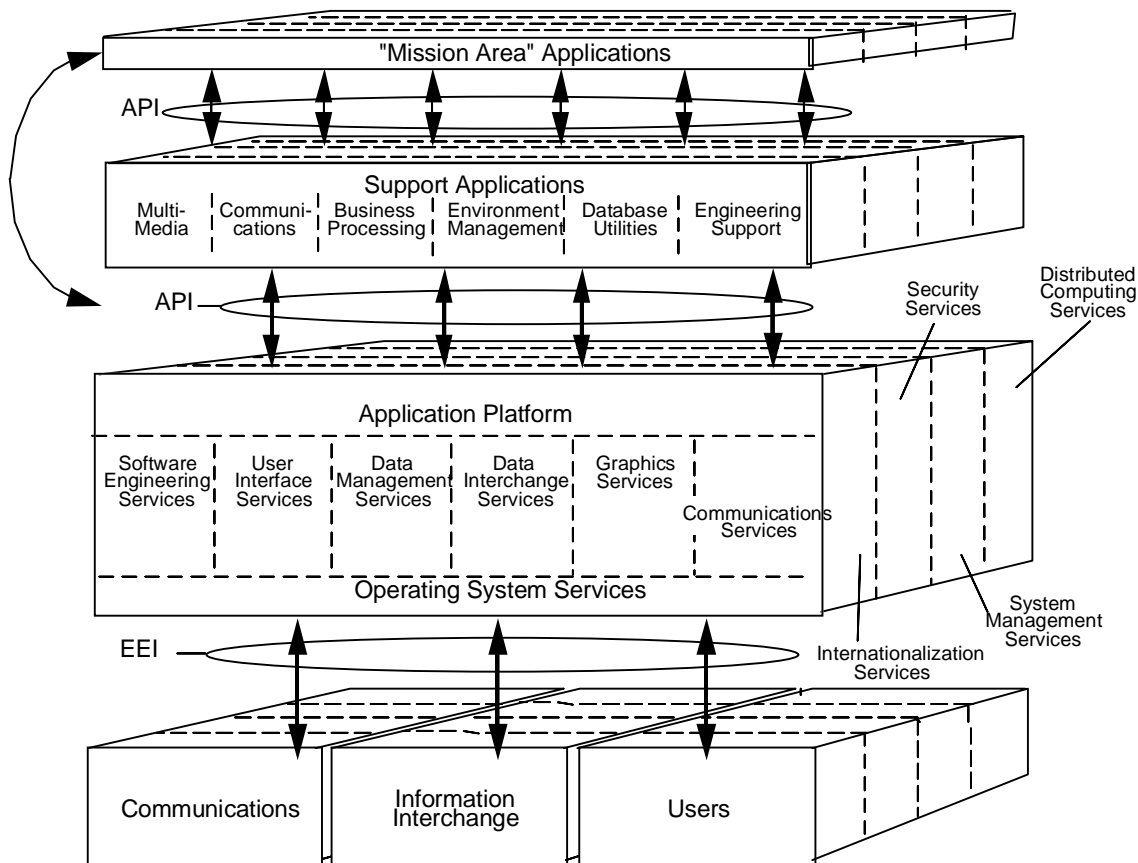 "Mission Area" Applications
API
Support Applications
Multi-
Media
Communi-
cations
Business
Processing
Environment
Management
Database
Utilities
Engineering
Support
API
Security
Services
Distributed
Computing
Services
Application Platform
Software
Engineering
Services
User
Interface
Services
Data
Management
Services
Data
Interchange
Services
Graphics
Services
Communications
Services
Operating System Services
System
Management
Services
Internationalization
Services
EEI
Communications
Information
Interchange
Users